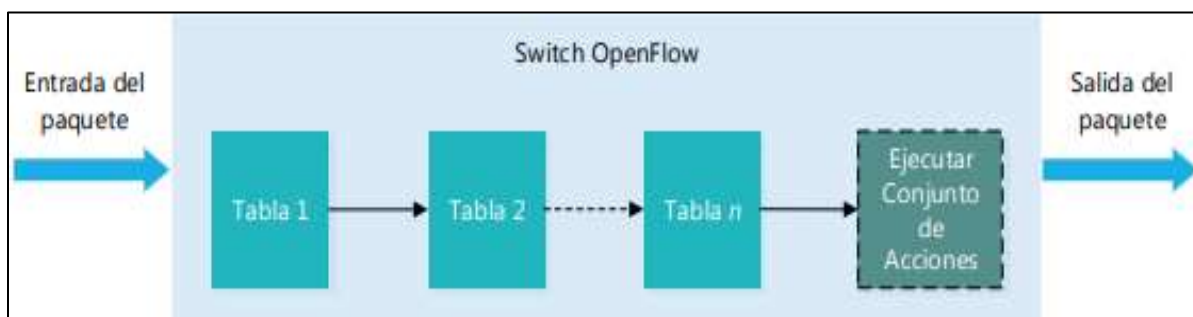 Switch OpenFlow
Entrada del
paquete
Salida del
paquete
Tabla 1
Tabla 2
Tabla n
Ejecutar
Conjunto
de
Acciones